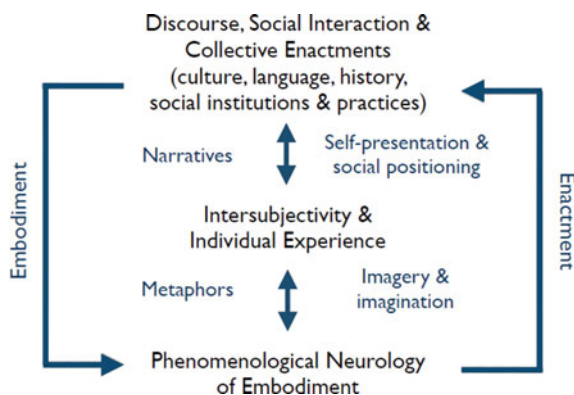 Discourse, Social Interaction &
Collective Enactments
(culture, language, history,
social institutions & practices)
Narratives
Self-presentation &
social positioning
Embodiment
Enactment
Intersubjectivity &
Individual Experience
Metaphors
Imagery &
imagination
Phenomenological Neurology
of Embodiment